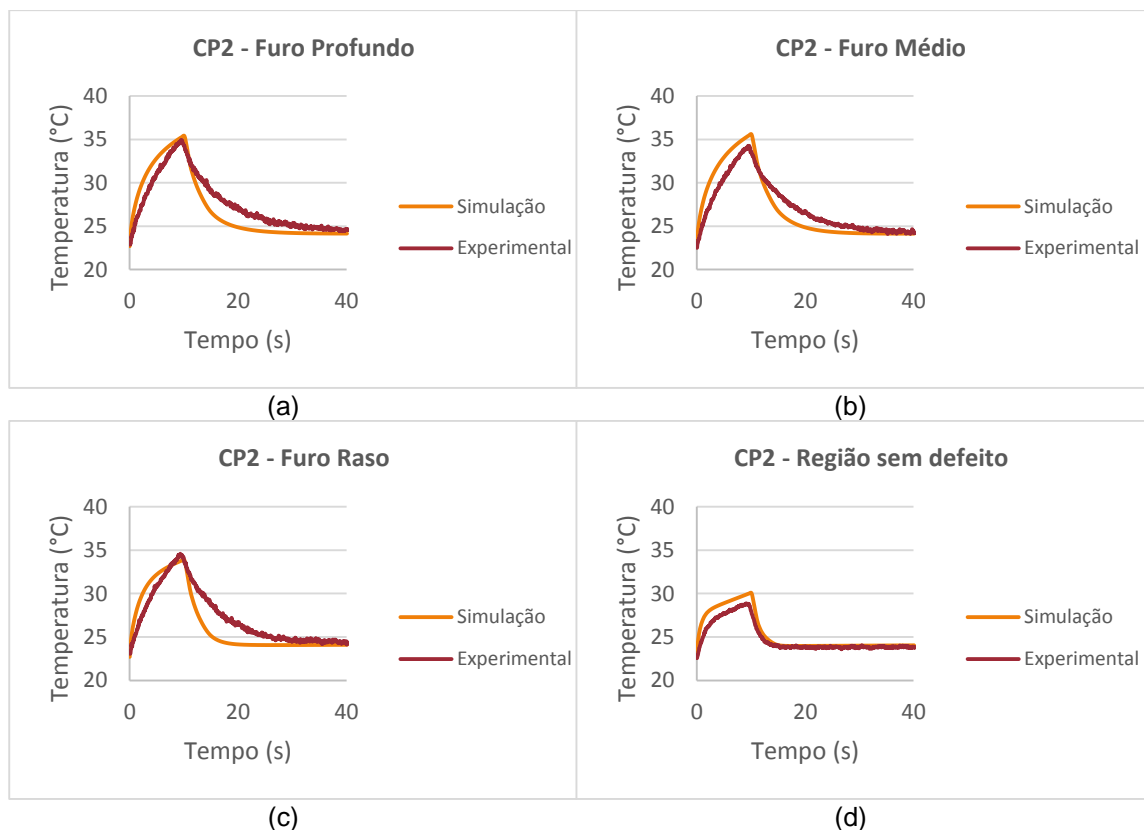 CP2 - Furo Profundo
40
35
30
25
20
0
20
40
Temperatura (°C)
Tempo (s)
Simulação
Experimental
(a)
CP2 - Furo Médio
40
35
30
25
20
0
20
40
Temperatura (°C)
Tempo (s)
Simulação
Experimental
(b)
CP2 - Furo Raso
40
35
30
25
20
0
20
40
Temperatura (°C)
Tempo (s)
Simulação
Experimental
(c)
CP2 - Região sem defeito
40
35
30
25
20
0
20
40
Temperatura (°C)
Tempo (s)
Simulação
Experimental
(d)